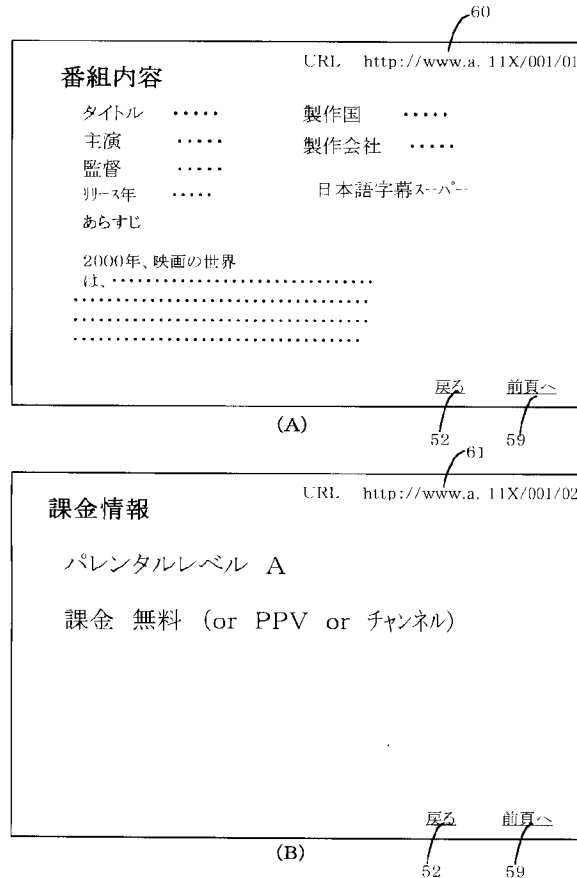 60
URL http://www.a. 11X/001/01
番組内容
タイトル ・・・・・
製作国 ・・・・・
主演 ・・・・・
製作会社 ・・・・・
監督 ・・・・・
リリース年 ・・・・・
日本語字幕スーパー
あらすじ
2000年、映画の世界
は、・・・・・・・・・・・・・・・・・・・・・・・・・・・・・・
・・・・・・・・・・・・・・・・・・・・・・・・・・・・・・・・・・
・・・・・・・・・・・・・・・・・・・・・・・・・・・・・・・・・・
・・・・・・・・・・・・・・・・・・・・・・・・・・・・・・・・・
戻る 前頁へ
(A)
52 59
61
URL http://www.a. 11X/001/02
課金情報
パレンタルレベル A
課金 無料 (or PPV or チャンネル)
戻る 前頁へ
(B)
52 59